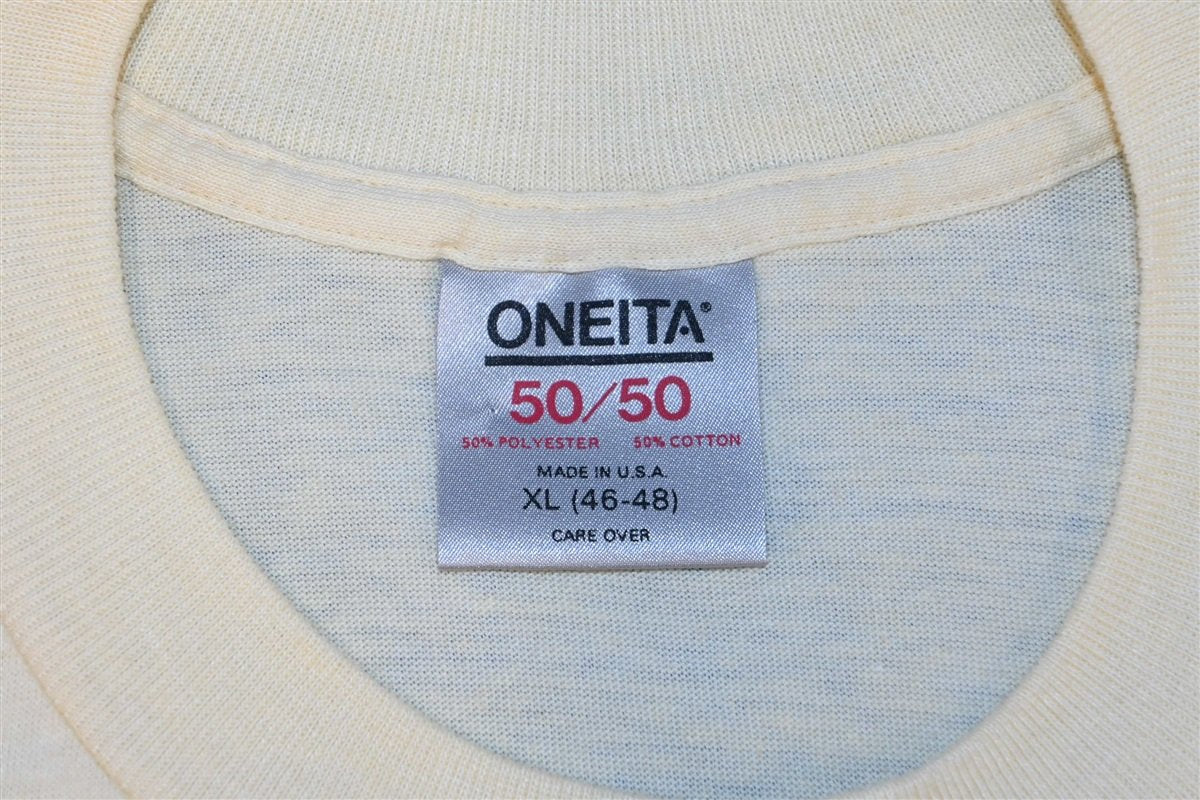 ONEITA®
50/50
50% POLYESTER 50% COTTON
MADE IN U.S.A.
XL (46-48)
CARE OVER